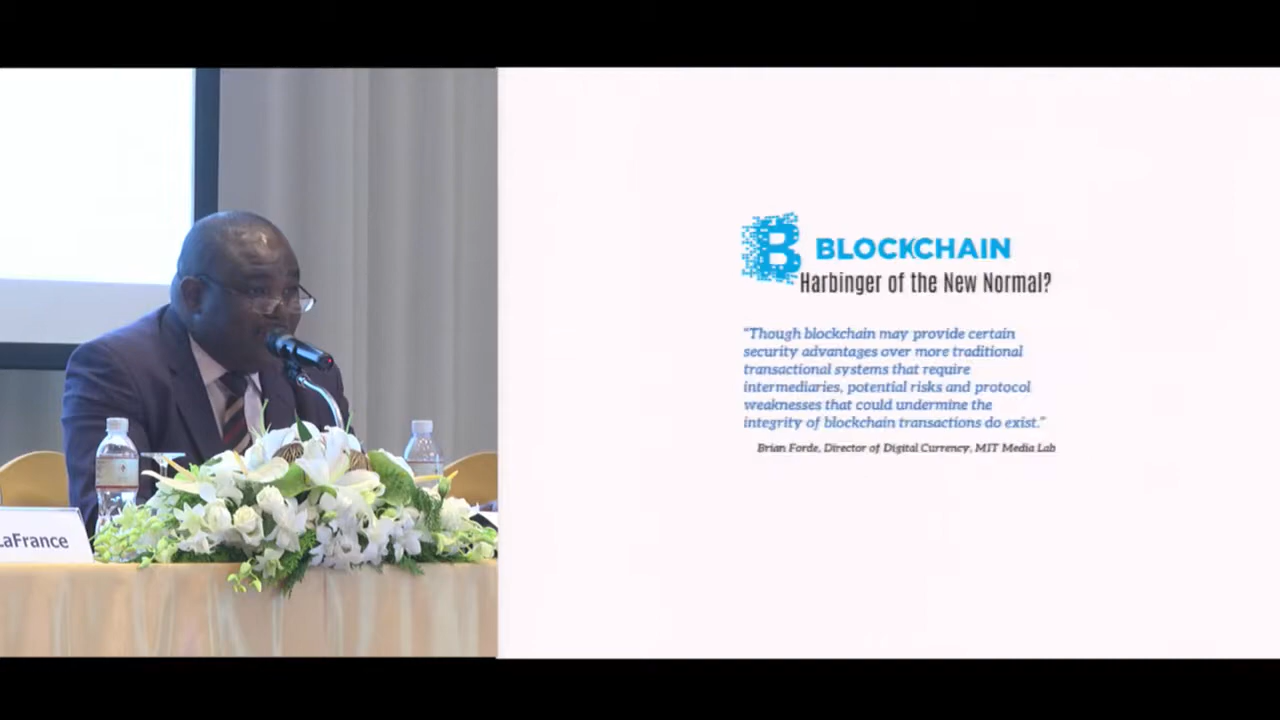 LaFrance
BLOCKCHAIN
Harbinger of the New Normal?
"Though blockchain may provide certain
security advantages over more traditional
transactional systems that require
intermediaries, potential risks and protocol
weaknesses that could undermine the
integrity of blockchain transactions do exist."
Brian Forde, Director of Digital Currency, MIT Media Lab